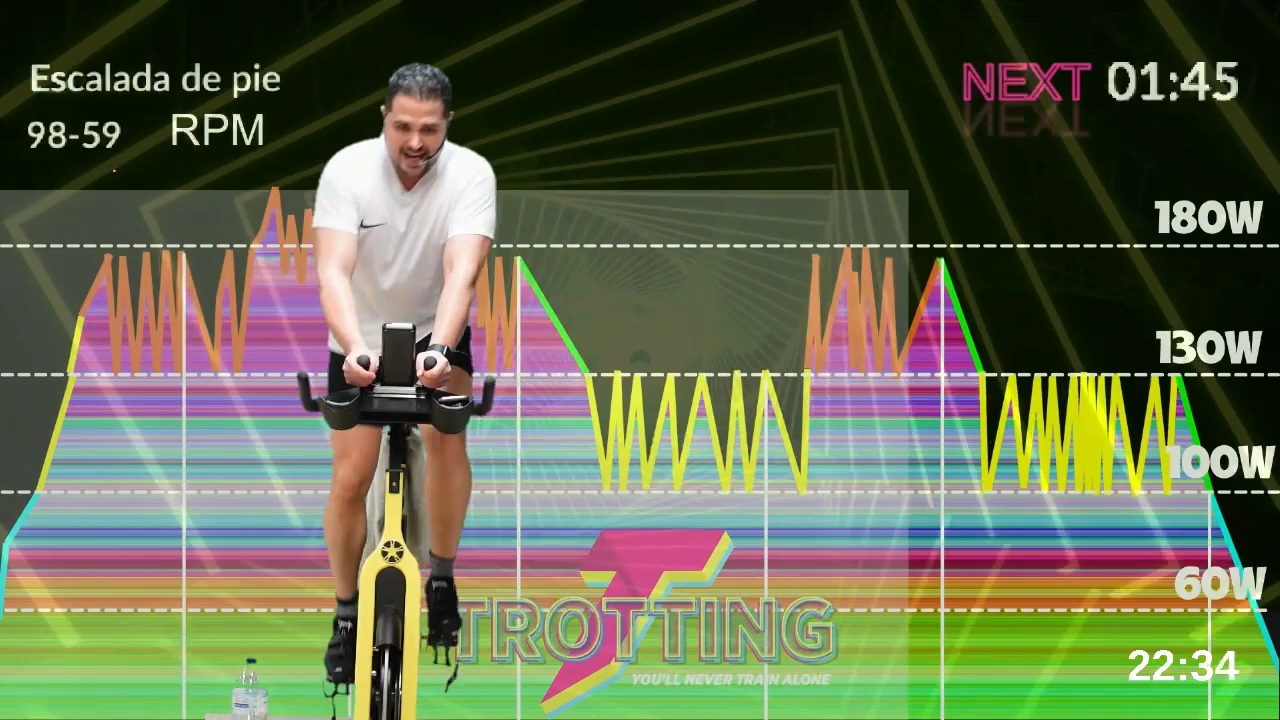 Escalada de pie
98-59 RPM
NEXT 01:45
180W
130W
100W
60W
TROTTING
YOU'LL NEVER TRAIN ALONE
22:34